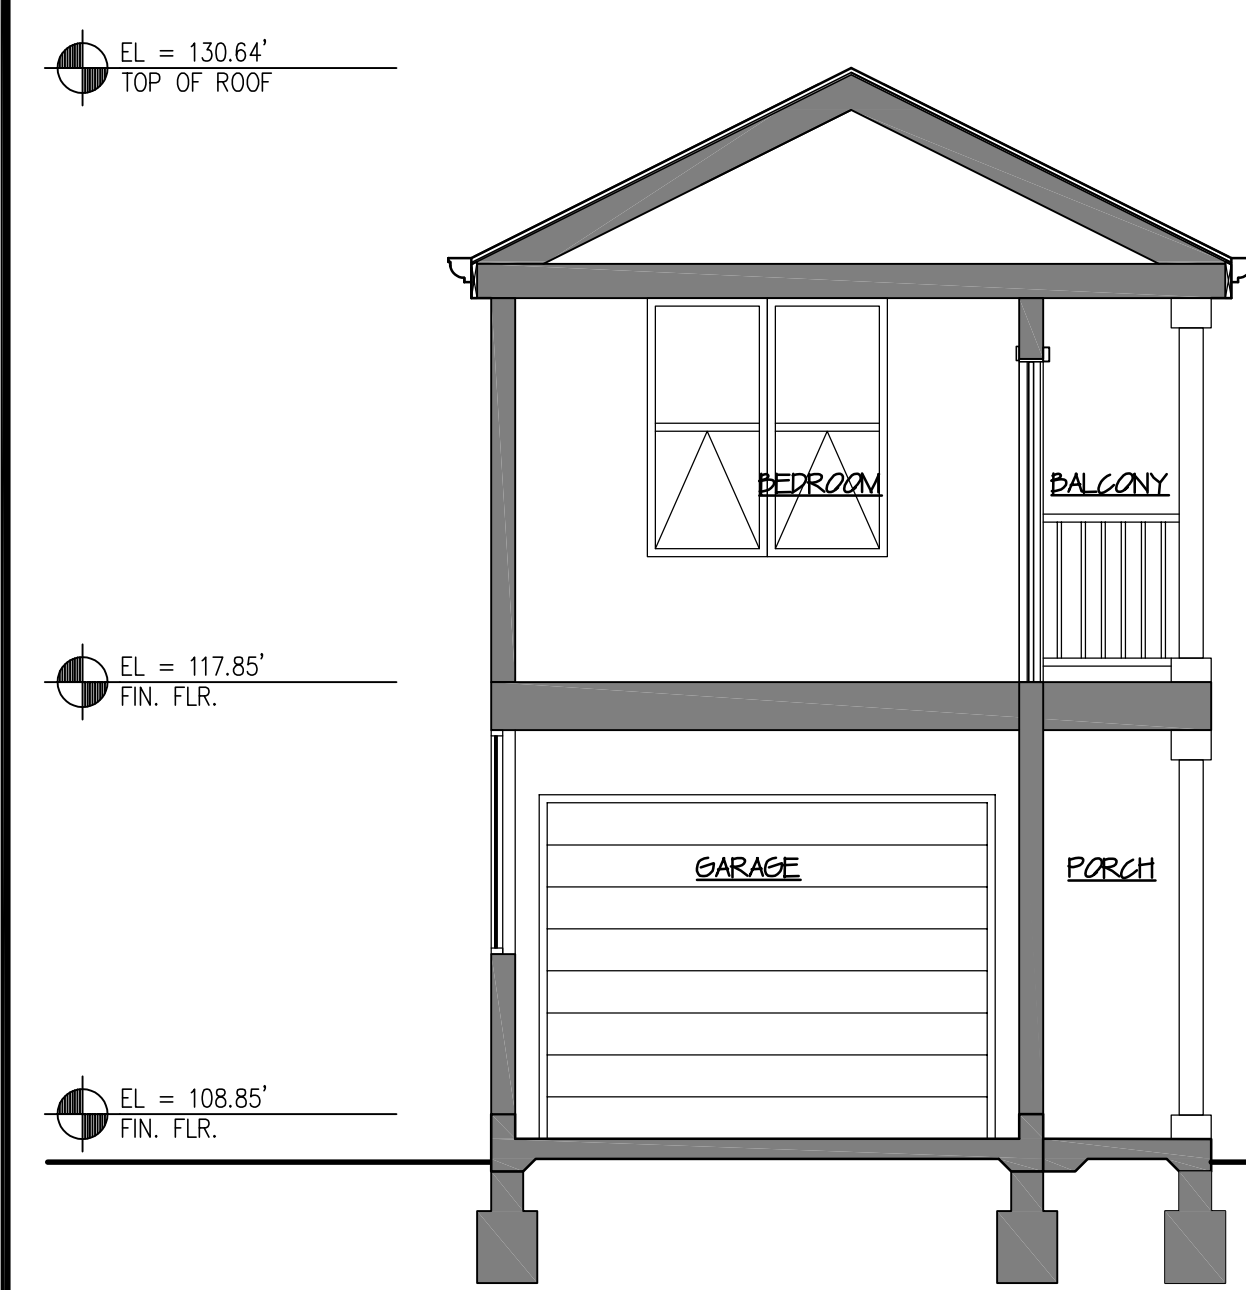 EL = 130.64'
TOP OF ROOF
BEDROOM
BALCONY
EL = 117.85'
FIN. FLR.
GARAGE
PORCH
EL = 108.85'
FIN. FLR.